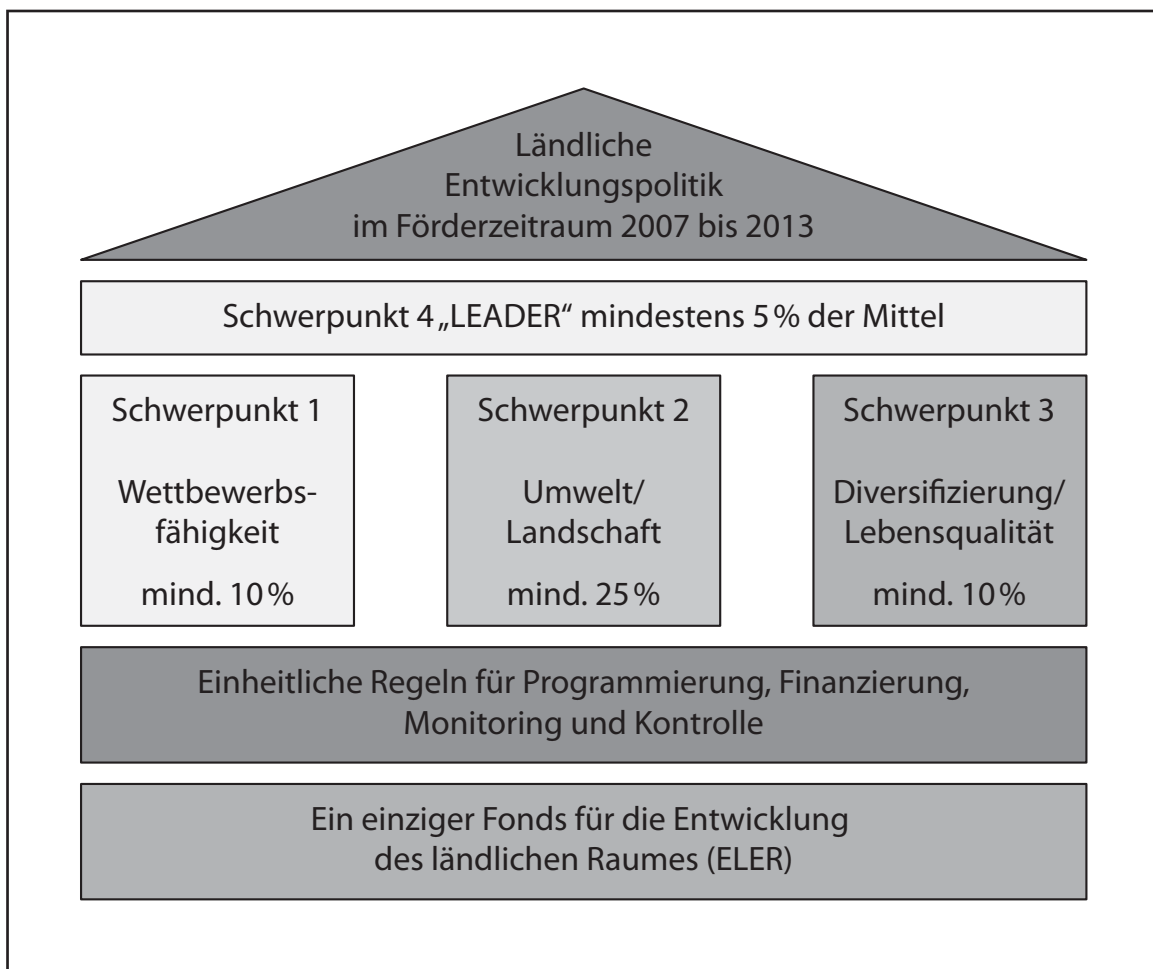 Ländliche
Entwicklungspolitik
im Förderzeitraum 2007 bis 2013
Schwerpunkt 4 „LEADER“ mindestens 5 % der Mittel
Schwerpunkt 1
Wettbewerbs-
fähigkeit
mind. 10 %
Schwerpunkt 2
Umwelt/
Landschaft
mind. 25 %
Schwerpunkt 3
Diversifizierung/
Lebensqualität
mind. 10 %
Einheitliche Regeln für Programmierung, Finanzierung,
Monitoring und Kontrolle
Ein einziger Fonds für die Entwicklung
des ländlichen Raumes (ELER)